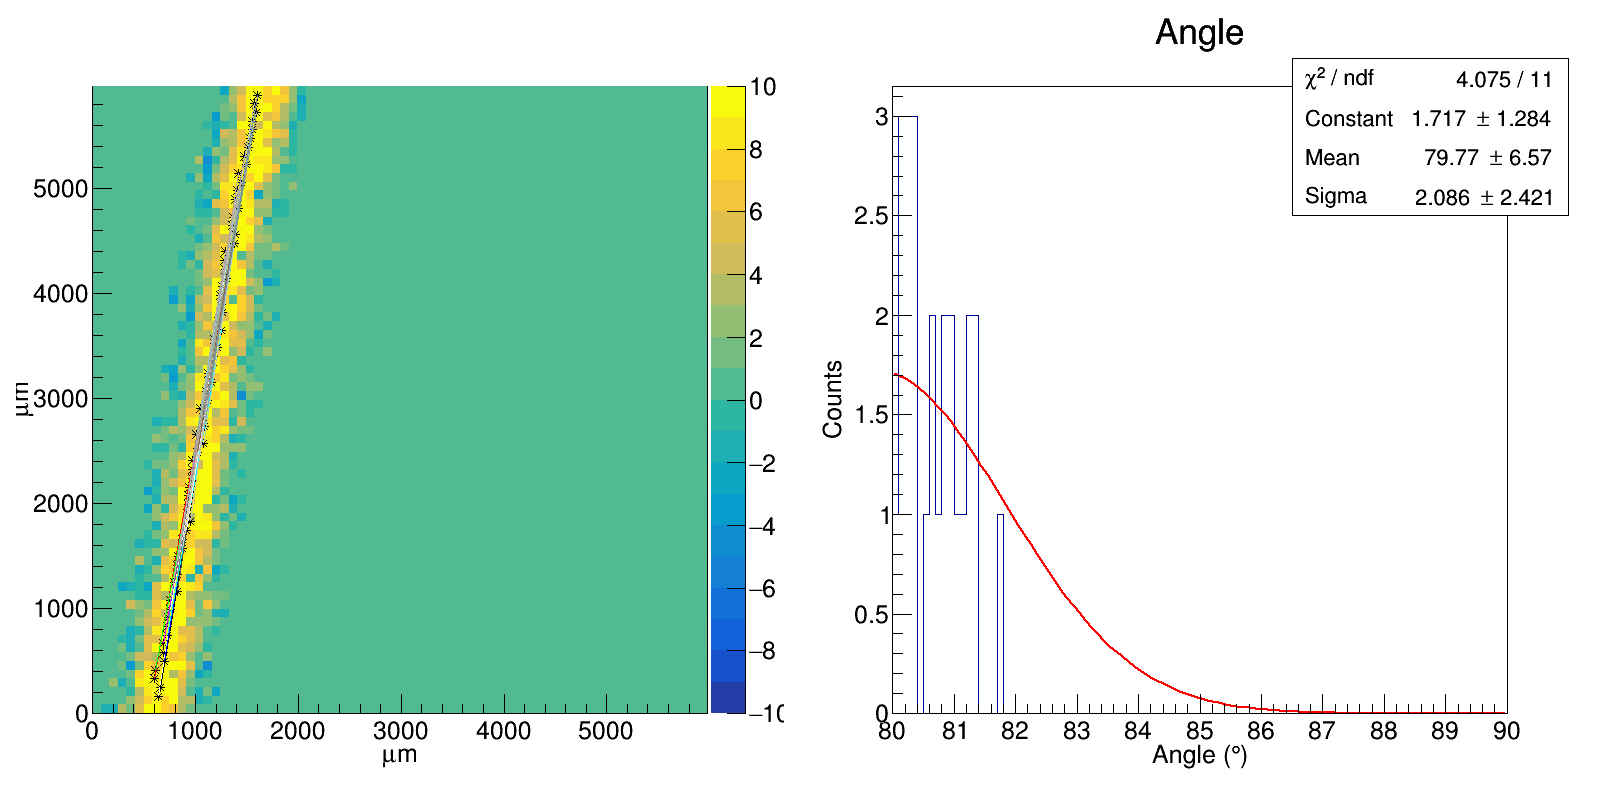 Angle
χ² / ndf 4.075 / 11
Constant 1.717 ± 1.284
Mean 79.77 ± 6.57
Sigma 2.086 ± 2.421
5000
4000
3000
2000
1000
0
μm
0 1000 2000 3000 4000 5000
μm
10
8
6
4
2
0
−2
−4
−6
−8
−10
3
2.5
2
1.5
1
0.5
0
Counts
80 81 82 83 84 85 86 87 88 89 90
Angle (°)